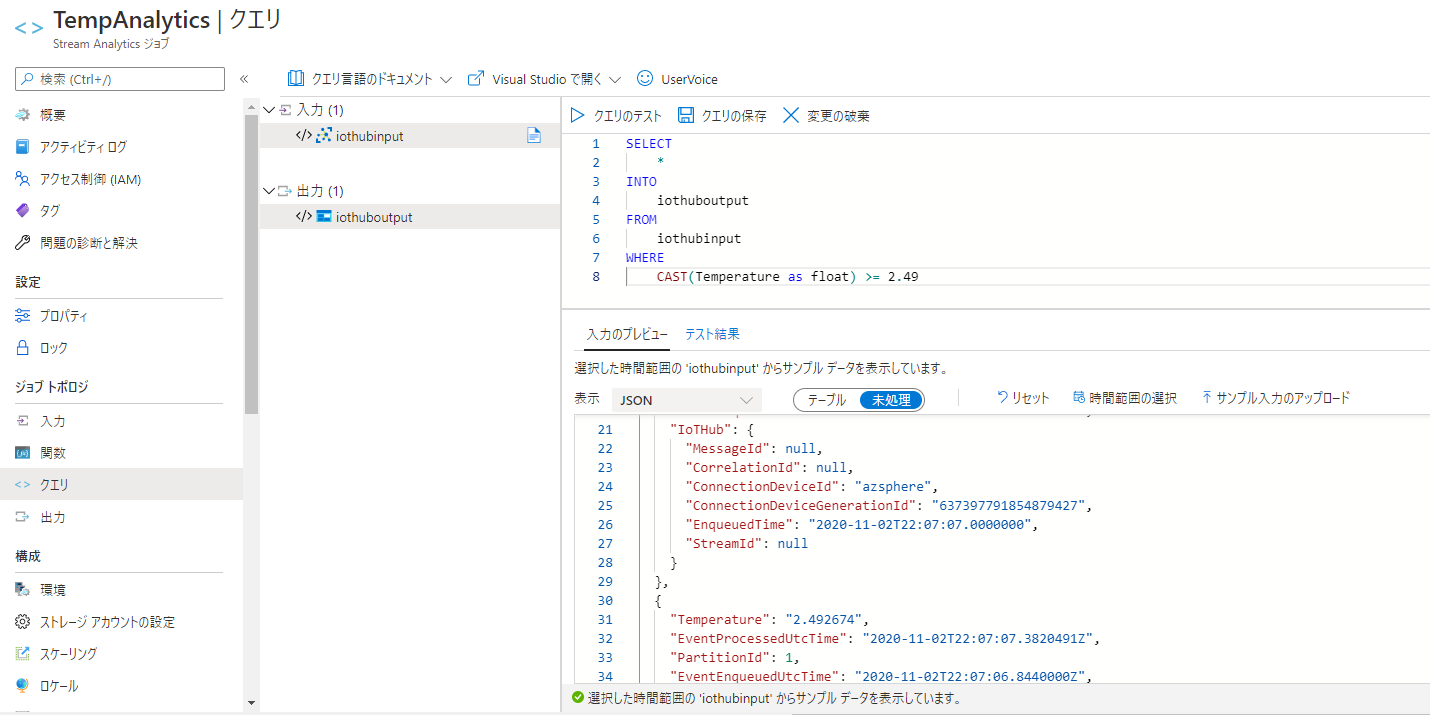 TempAnalytics | クエリ
Stream Analytics ジョブ
検索 (Ctrl+/)
«
概要
アクティビティ ログ
アクセス制御 (IAM)
タグ
問題の診断と解決
設定
プロパティ
ロック
ジョブ トポロジ
入力
関数
クエリ
出力
構成
環境
ストレージ アカウントの設定
スケーリング
ロケール
クエリ言語のドキュメント
Visual Studio で開く
UserVoice
入力 (1)
iothubinput
出力 (1)
iothuboutput
クエリのテスト
クエリの保存
変更の破棄
1 SELECT
2 *
3 INTO
4 iothuboutput
5 FROM
6 iothubinput
7 WHERE
8 CAST(Temperature as float) >= 2.49
入力のプレビュー テスト結果
選択した時間範囲の 'iothubinput' からサンプル データを表示しています。
表示 JSON テーブル 未処理 リセット 時間範囲の選択 サンプル入力のアップロード
21 "IoTHub": {
22 "MessageId": null,
23 "CorrelationId": null,
24 "ConnectionDeviceId": "azsphere",
25 "ConnectionDeviceGenerationId": "637397791854879427",
26 "EnqueuedTime": "2020-11-02T22:07:07.0000000",
27 "StreamId": null
28 }
29 },
30 {
31 "Temperature": "2.492674",
32 "EventProcessedUtcTime": "2020-11-02T22:07:07.3820491Z",
33 "PartitionId": 1,
34 "EventEnqueuedUtcTime": "2020-11-02T22:07:06.8440000Z",
選択した時間範囲の 'iothubinput' からサンプル データを表示しています。